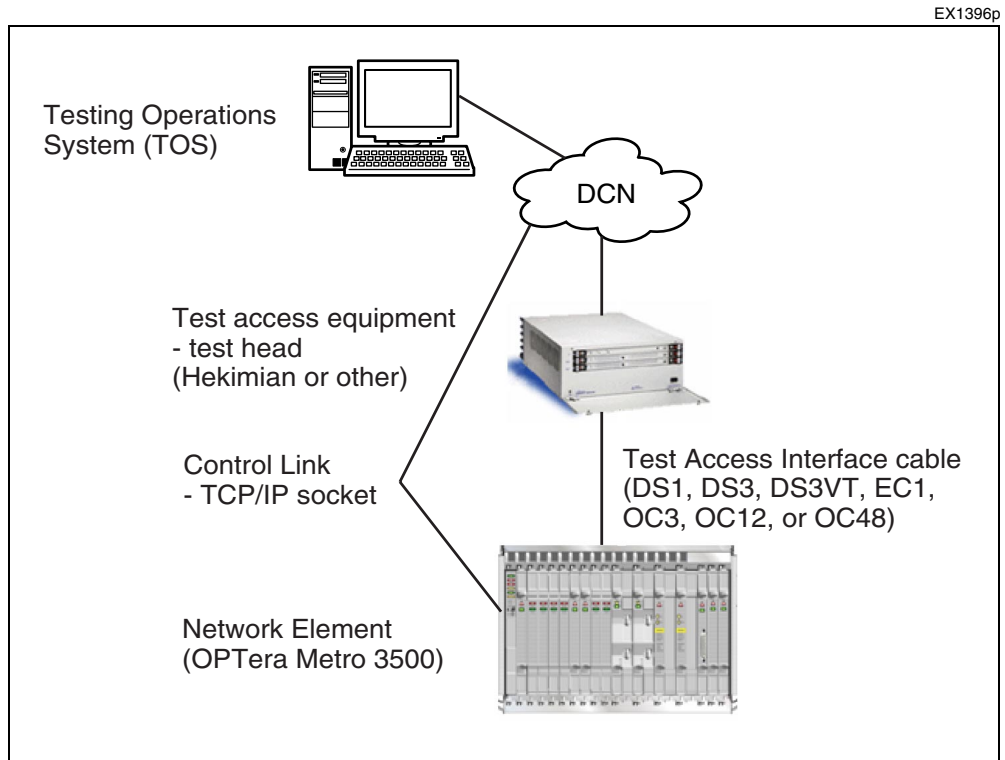 EX1396p
Testing Operations
System (TOS)
DCN
Test access equipment
- test head
(Hekimian or other)
Control Link
- TCP/IP socket
Test Access Interface cable
(DS1, DS3, DS3VT, EC1,
OC3, OC12, or OC48)
Network Element
(OPTera Metro 3500)